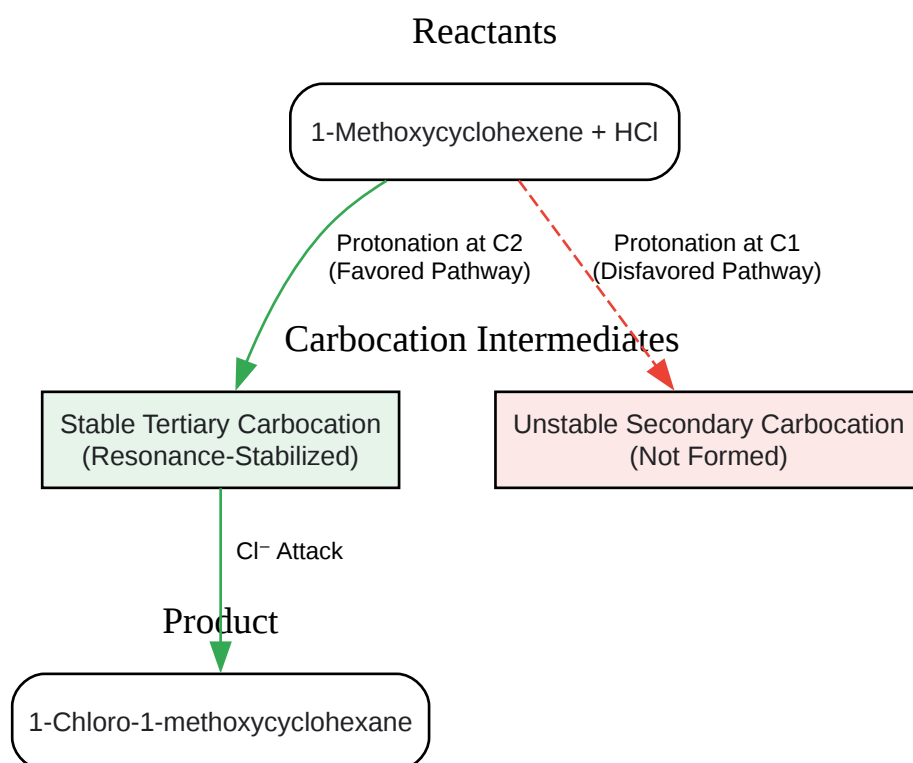 Reactants
1-Methoxycyclohexene + HCl
Protonation at C2
(Favored Pathway)
Protonation at C1
(Disfavored Pathway)
Carbocation Intermediates
Stable Tertiary Carbocation
(Resonance-Stabilized)
Unstable Secondary Carbocation
(Not Formed)
Cl⁻ Attack
Product
1-Chloro-1-methoxycyclohexane